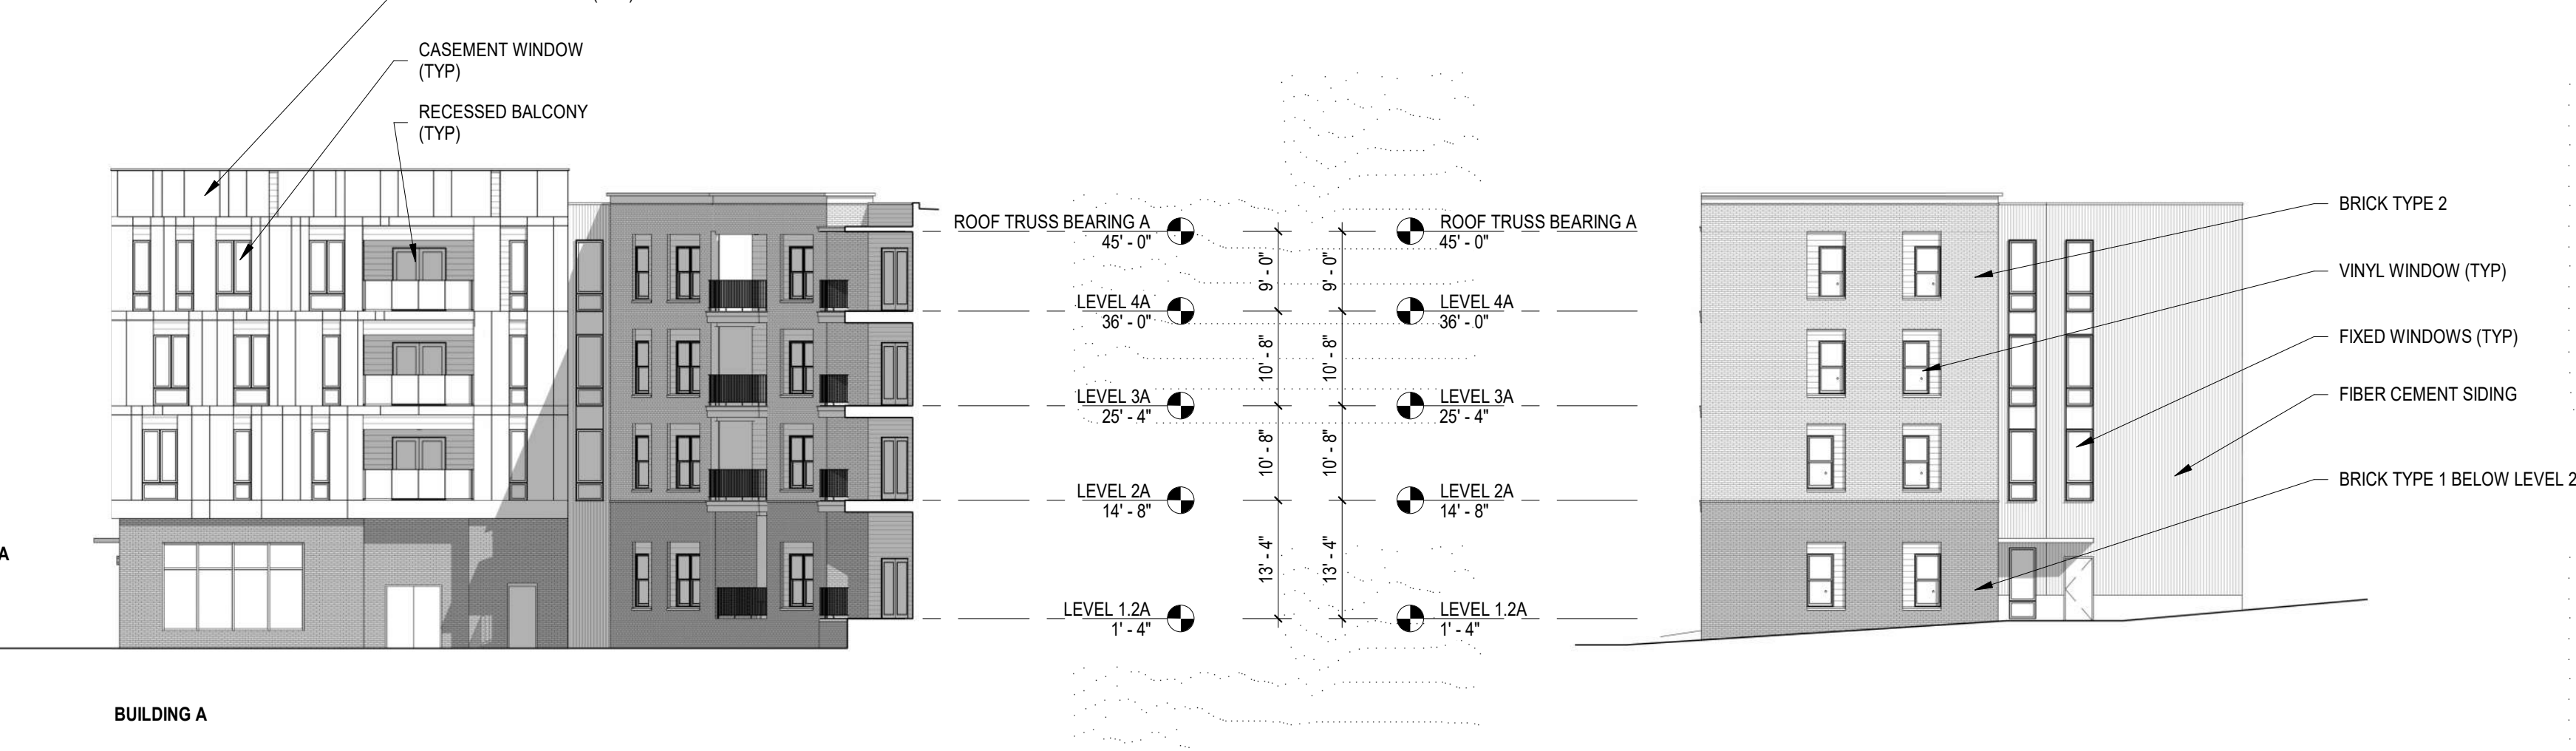 CASEMENT WINDOW
(TYP)
RECESSED BALCONY
(TYP)
A
BUILDING A
ROOF TRUSS BEARING A
45' - 0"
LEVEL 4A
36' - 0"
LEVEL 3A
25' - 4"
LEVEL 2A
14' - 8"
LEVEL 1.2A
1' - 4"
9' - 0"
10' - 8"
10' - 8"
13' - 4"
9' - 0"
10' - 8"
10' - 8"
13' - 4"
ROOF TRUSS BEARING A
45' - 0"
LEVEL 4A
36' - 0"
LEVEL 3A
25' - 4"
LEVEL 2A
14' - 8"
LEVEL 1.2A
1' - 4"
BRICK TYPE 2
VINYL WINDOW (TYP)
FIXED WINDOWS (TYP)
FIBER CEMENT SIDING
BRICK TYPE 1 BELOW LEVEL 2